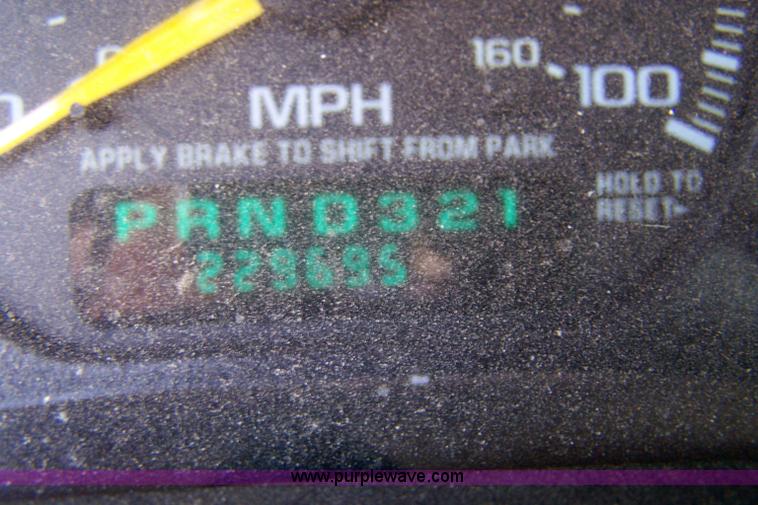 160 100
MPH
APPLY BRAKE TO SHIFT FROM PARK
HOLD TO
RESET-
PRND321
229695
www.purplewave.com